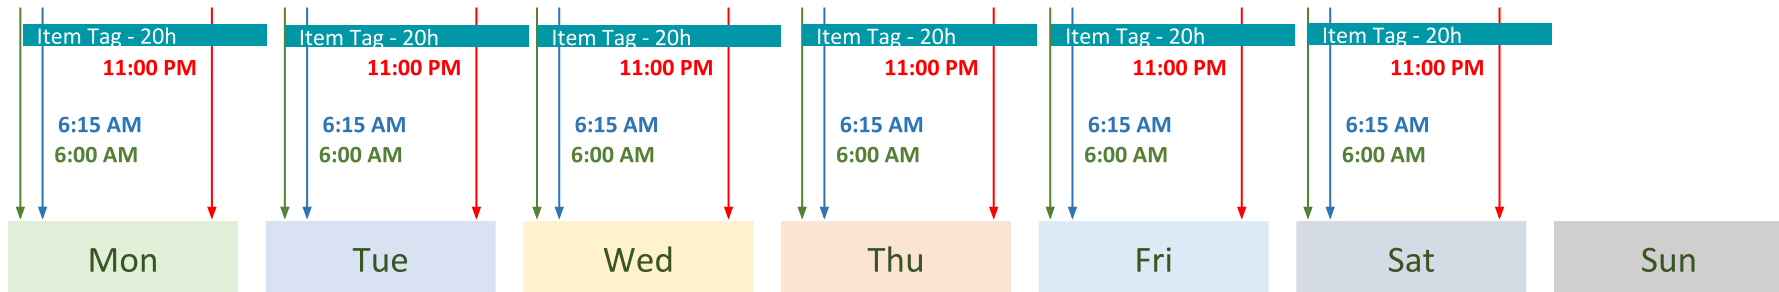 Item Tag - 20h Item Tag - 20h Item Tag - 20h Item Tag - 20h Item Tag - 20h Item Tag - 20h
11:00 PM 11:00 PM 11:00 PM 11:00 PM 11:00 PM 11:00 PM
6:15 AM 6:15 AM 6:15 AM 6:15 AM 6:15 AM 6:15 AM
6:00 AM 6:00 AM 6:00 AM 6:00 AM 6:00 AM 6:00 AM
Mon Tue Wed Thu Fri Sat Sun